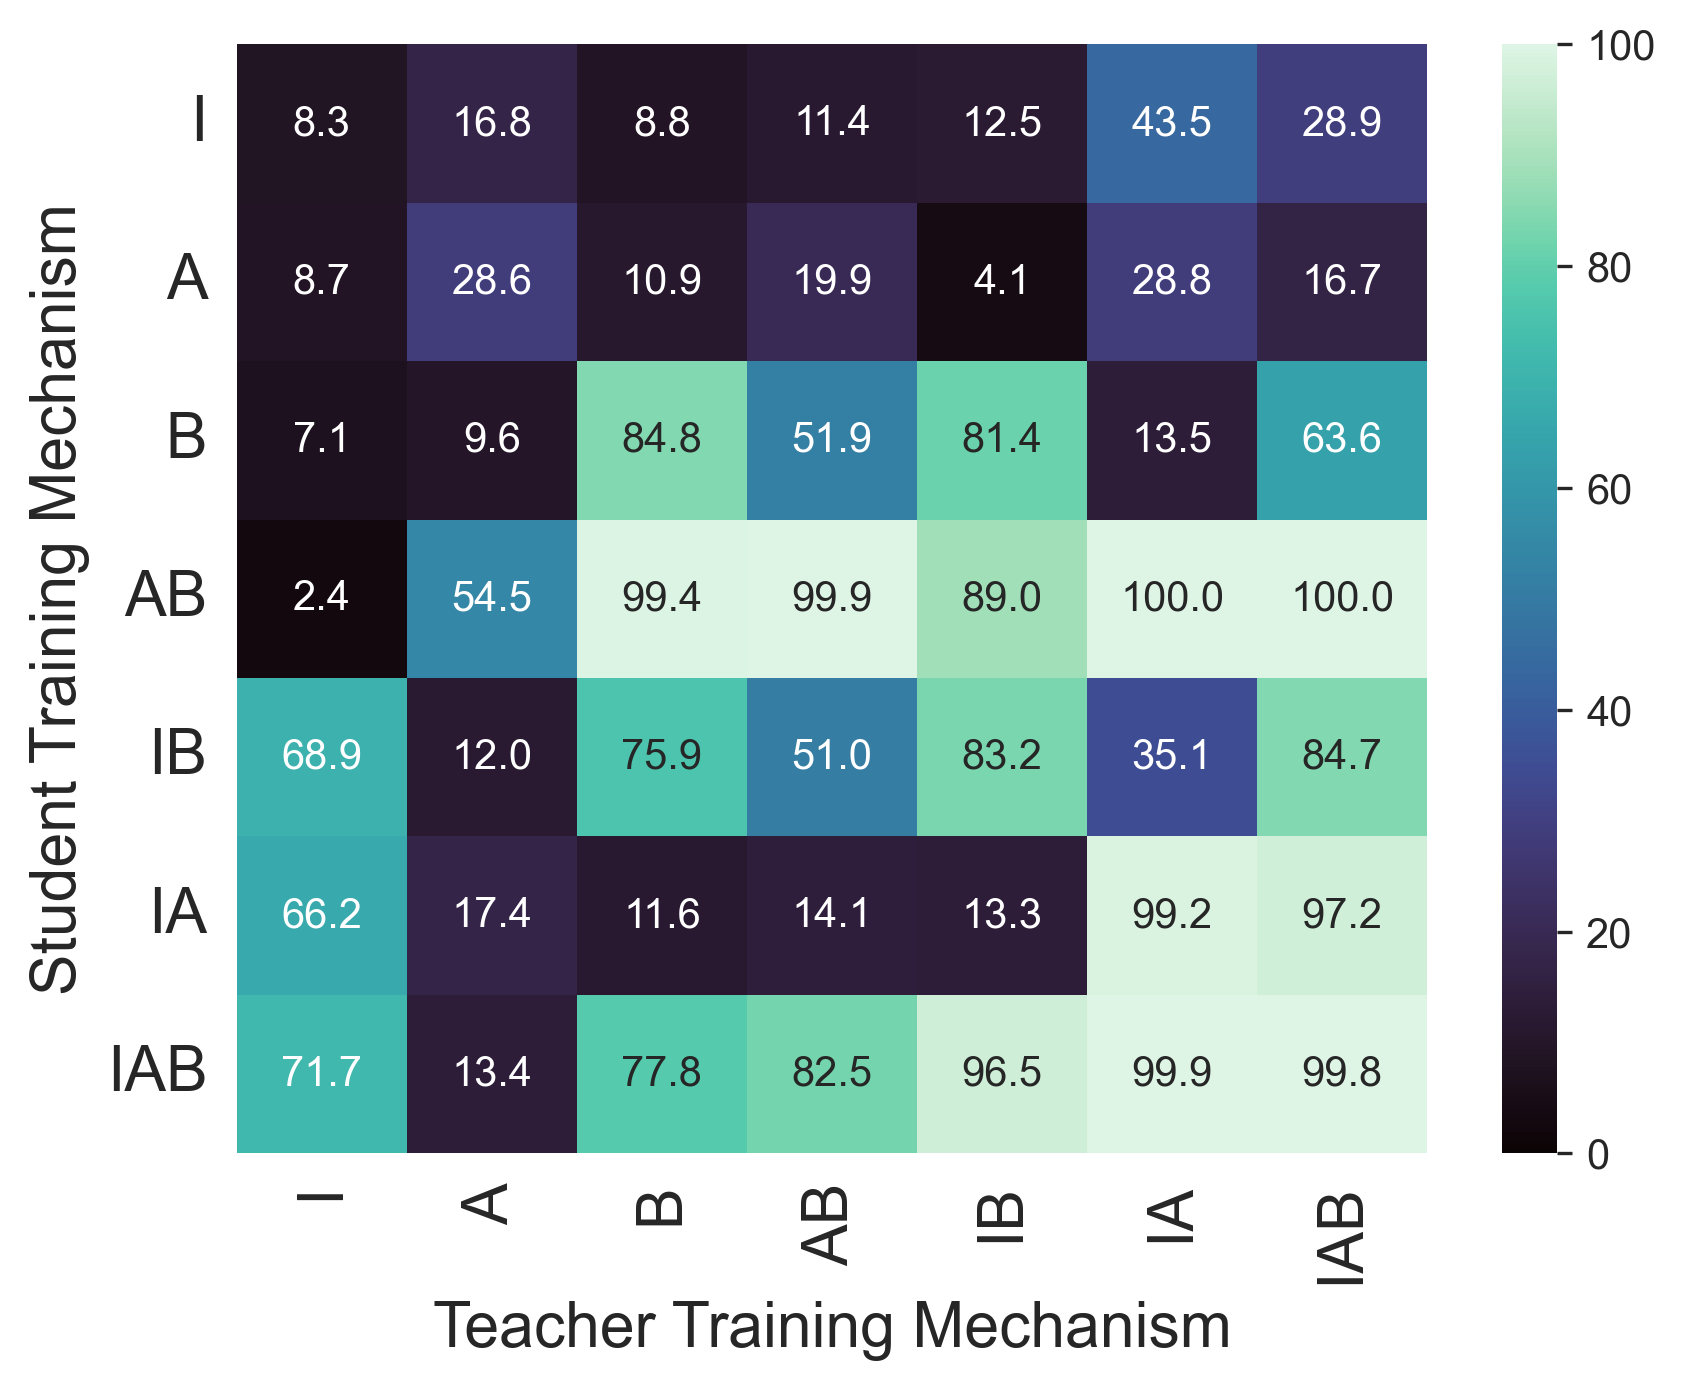 I 8.3 16.8 8.8 11.4 12.5 43.5 28.9
A 8.7 28.6 10.9 19.9 4.1 28.8 16.7
B 7.1 9.6 84.8 51.9 81.4 13.5 63.6
AB 2.4 54.5 99.4 99.9 89.0 100.0 100.0
IB 68.9 12.0 75.9 51.0 83.2 35.1 84.7
IA 66.2 17.4 11.6 14.1 13.3 99.2 97.2
IAB 71.7 13.4 77.8 82.5 96.5 99.9 99.8
I A B AB IB IA IAB
Teacher Training Mechanism
Student Training Mechanism
100
80
60
40
20
0